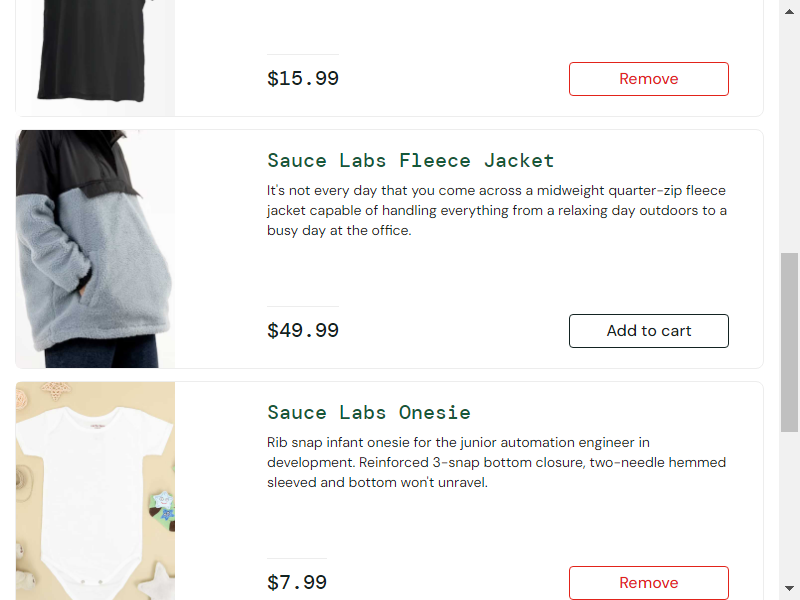 $15.99
Remove
Sauce Labs Fleece Jacket
It's not every day that you come across a midweight quarter-zip fleece
jacket capable of handling everything from a relaxing day outdoors to a
busy day at the office.
$49.99
Add to cart
Sauce Labs Onesie
Rib snap infant onesie for the junior automation engineer in
development. Reinforced 3-snap bottom closure, two-needle hemmed
sleeved and bottom won't unravel.
$7.99
Remove